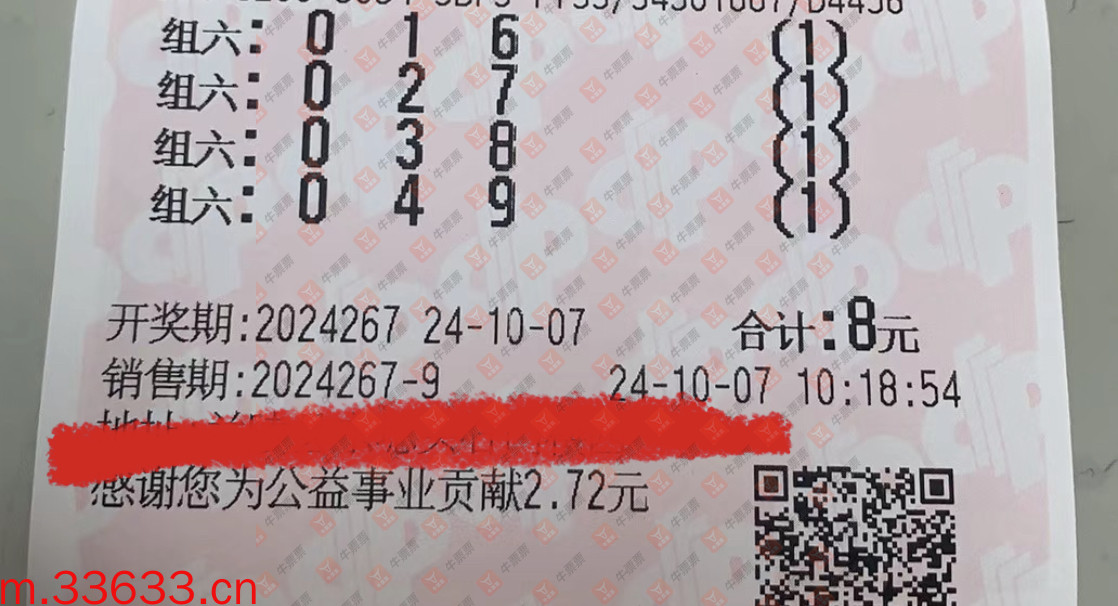 组六: 0 1 6 (1)
组六: 0 2 7 (1)
组六: 0 3 8 (1)
组六: 0 4 9 (1)
开奖期:2024267 24-10-07 合计:8元
销售期:2024267-9 24-10-07 10:18:54
感谢您为公益事业贡献2.72元
m.33633.cn